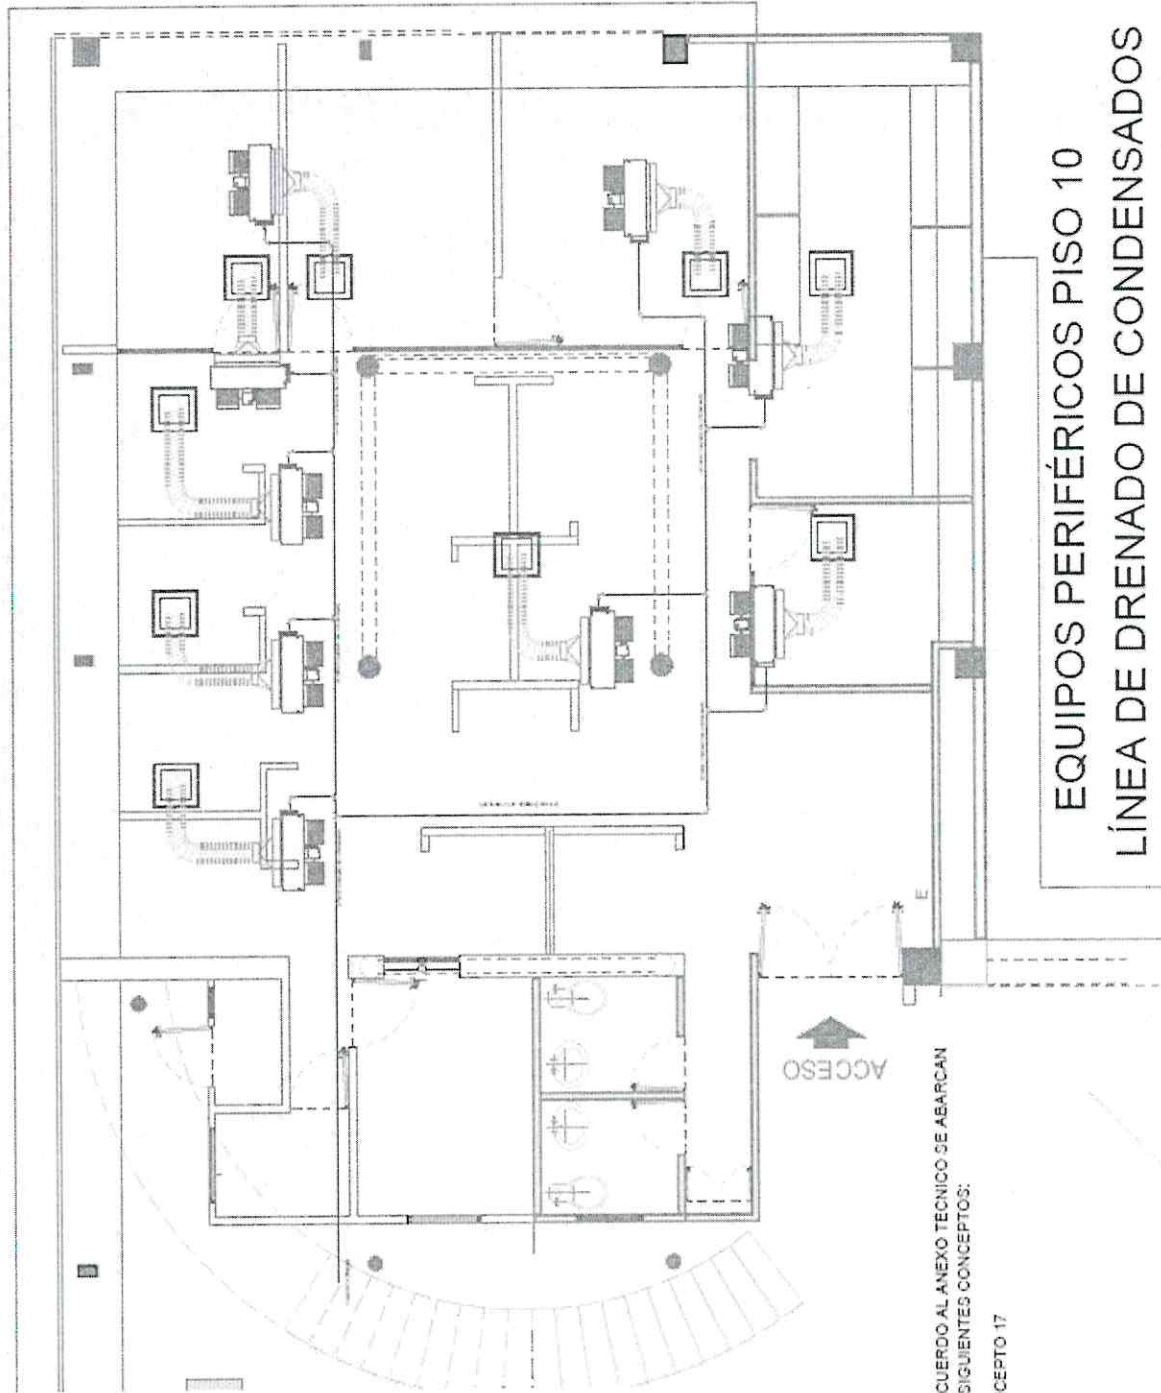 EQUIPOS PERIFÉRICOS PISO 10
LÍNEA DE DRENADO DE CONDENSADOS
ACCESO
E
CUERDO AL ANEXO TECNICO SE ABARCAN
SIGUIENTES CONCEPTOS:
CEPTO 17